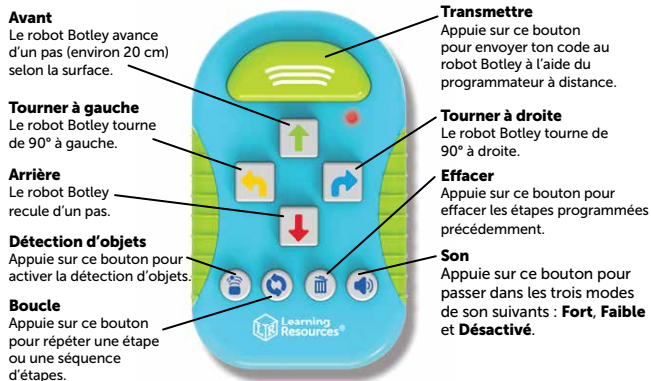 Avant
Le robot Botley avance
d'un pas (environ 20 cm)
selon la surface.
Tourner à gauche
Le robot Botley tourne
de 90° à gauche.
Arrière
Le robot Botley
recule d'un pas.
Détection d'objets
Appuie sur ce bouton pour
activer la détection d'objets.
Boucle
Appuie sur ce bouton
pour répéter une étape
ou une séquence
d'étapes.
Transmettre
Appuie sur ce bouton
pour envoyer ton code au
robot Botley à l'aide du
programmateur à distance.
Tourner à droite
Le robot Botley tourne de
90° à droite.
Effacer
Appuie sur ce bouton pour
effacer les étapes programmées
précédemment.
Son
Appuie sur ce bouton pour
passer dans les trois modes
de son suivants : Fort, Faible
et Désactivé.
LER
Learning
Resources®